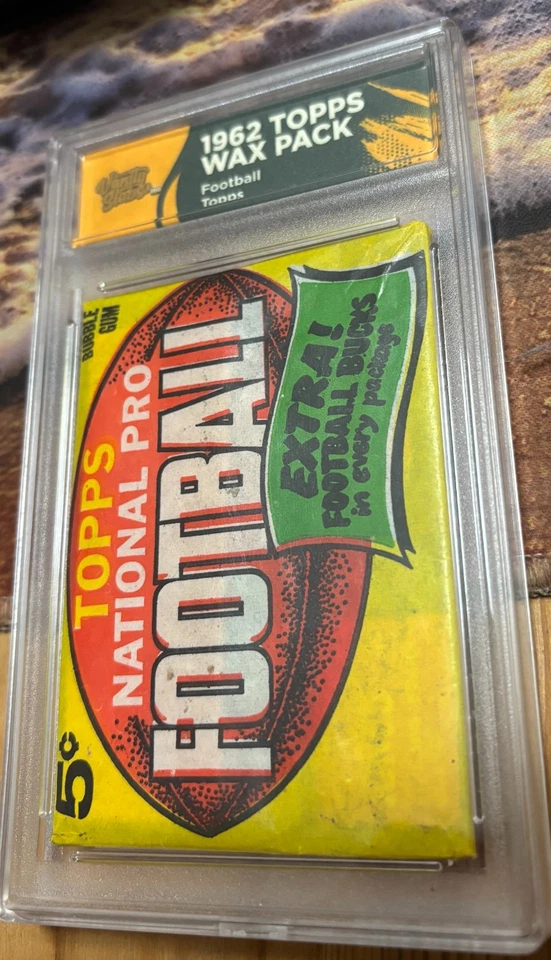 1962 TOPPS
WAX PACK
Football
Topps
5¢
BUBBLE
GUM
TOPPS
NATIONAL PRO
FOOTBALL
EXTRA!
FOOTBALL BUCKS
in every package